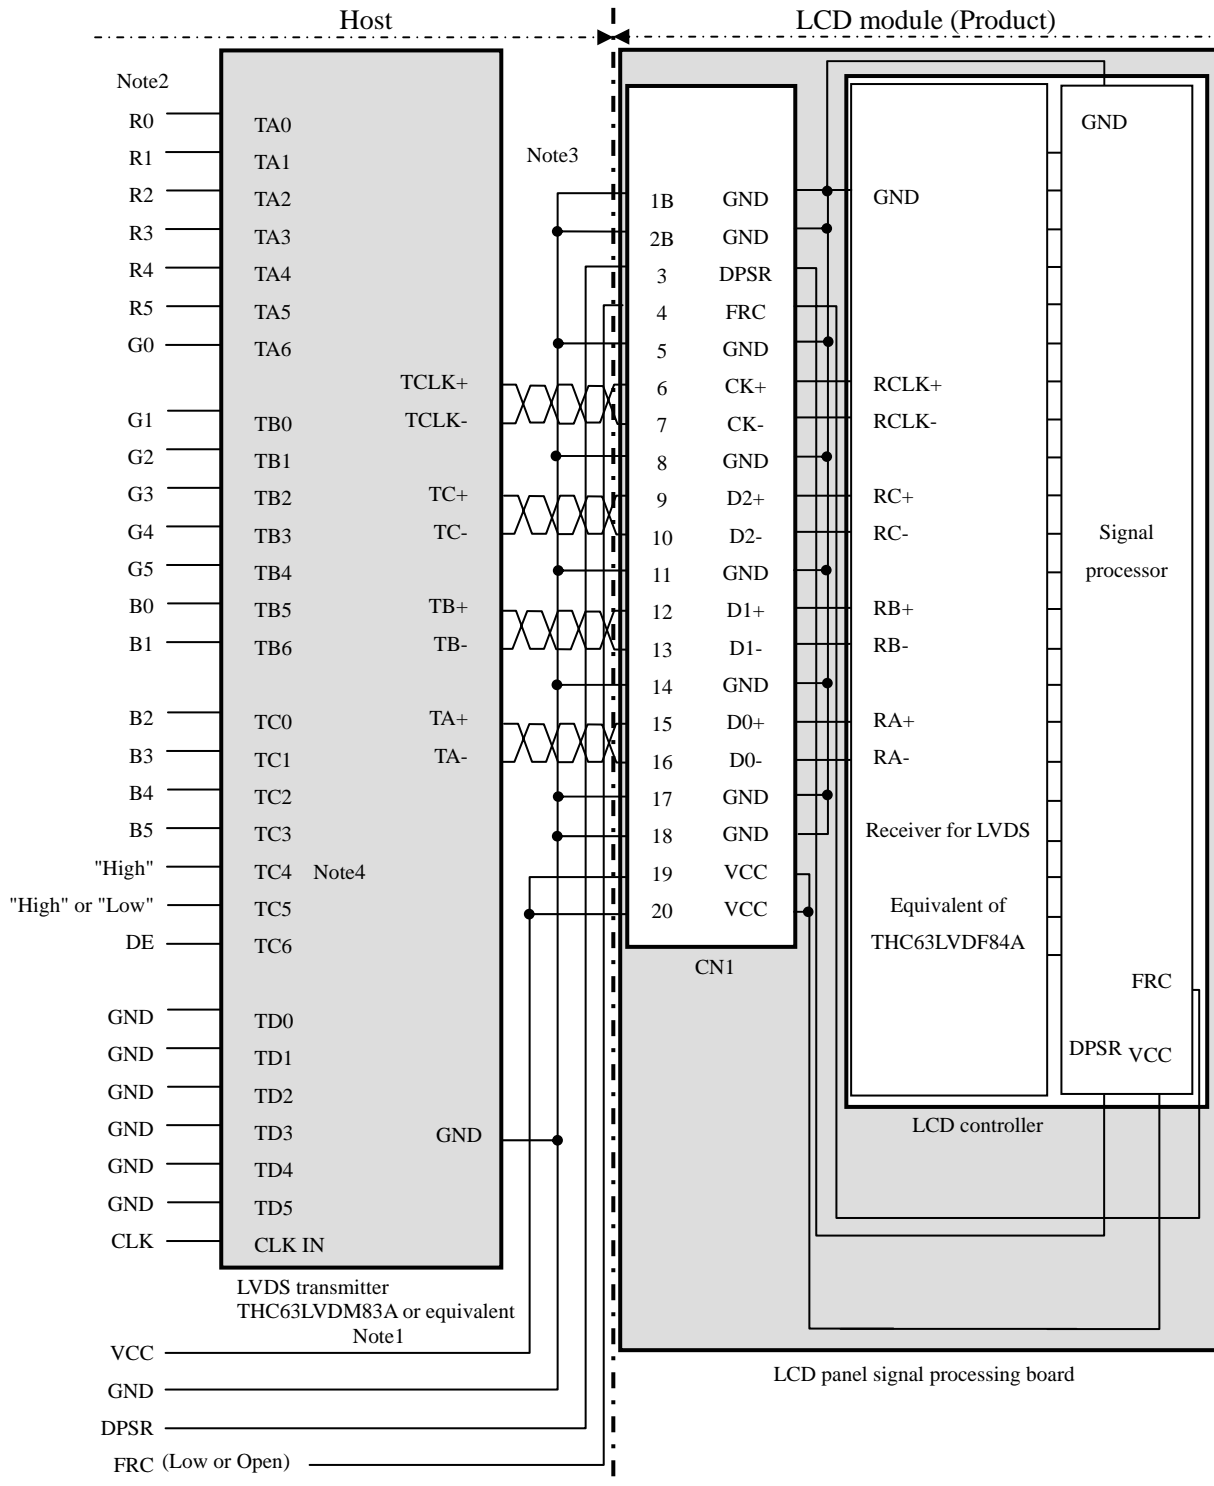 Host
LCD module (Product)
Note2
R0
R1
R2
R3
R4
R5
G0
G1
G2
G3
G4
G5
B0
B1
B2
B3
B4
B5
"High"
"High" or "Low"
DE
GND
GND
GND
GND
GND
GND
CLK
TA0
TA1
TA2
TA3
TA4
TA5
TA6
TB0
TB1
TB2
TB3
TB4
TB5
TB6
TC0
TC1
TC2
TC3
TC4 Note4
TC5
TC6
TD0
TD1
TD2
TD3
TD4
TD5
CLK IN
TCLK+
TCLK-
TC+
TC-
TB+
TB-
TA+
TA-
GND
LVDS transmitter
THC63LVDM83A or equivalent
Note1
VCC
GND
DPSR
FRC (Low or Open)
Note3
1B GND
2B GND
3 DPSR
4 FRC
5 GND
6 CK+
7 CK-
8 GND
9 D2+
10 D2-
11 GND
12 D1+
13 D1-
14 GND
15 D0+
16 D0-
17 GND
18 GND
19 VCC
20 VCC
CN1
GND
RCLK+
RCLK-
RC+
RC-
RB+
RB-
RA+
RA-
Receiver for LVDS
Equivalent of
THC63LVDF84A
GND
Signal
processor
FRC
DPSR VCC
LCD controller
LCD panel signal processing board